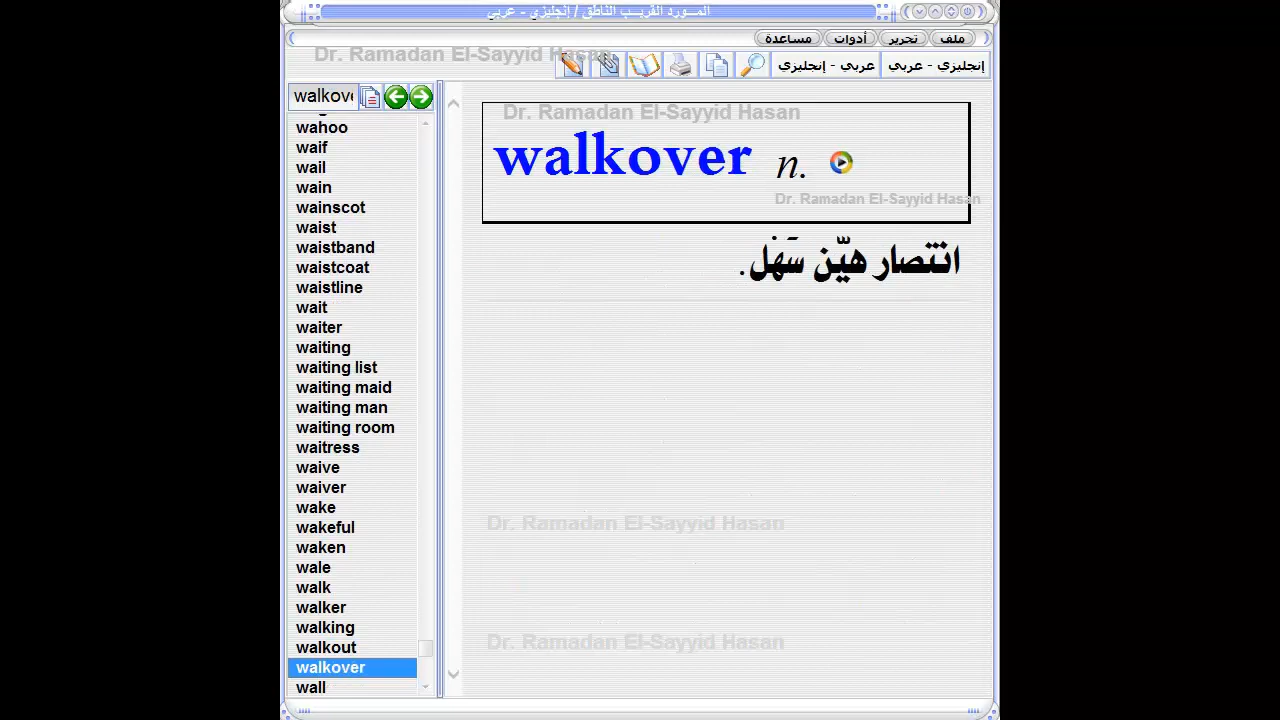 المــورد القريــب الناطق / إنجليزي - عربي
ملف
تحرير
أدوات
مساعدة
Dr. Ramadan El-Sayyid Hasan
إنجليزي - عربي
عربي - إنجليزي
walkove
wahoo
waif
wail
wain
wainscot
waist
waistband
waistcoat
waistline
wait
waiter
waiting
waiting list
waiting maid
waiting man
waiting room
waitress
waive
waiver
wake
wakeful
waken
wale
walk
walker
walking
walkout
walkover
wall
Dr. Ramadan El-Sayyid Hasan
walkover n.
Dr. Ramadan El-Sayyid Hasan
انتصار هيّن سَهْل.
Dr. Ramadan El-Sayyid Hasan
Dr. Ramadan El-Sayyid Hasan